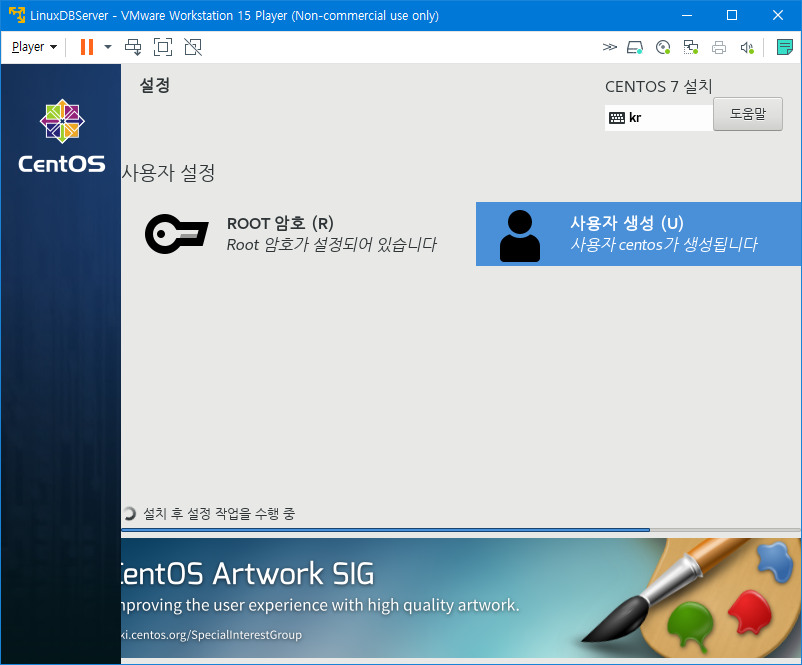 LinuxDBServer - VMware Workstation 15 Player (Non-commercial use only)
Player
설정
CENTOS 7 설치
kr
도움말
CentOS
사용자 설정
ROOT 암호 (R)
Root 암호가 설정되어 있습니다
사용자 생성 (U)
사용자 centos가 생성됩니다
설치 후 설정 작업을 수행 중
CentOS Artwork SIG
mproving the user experience with high quality artwork.
ki.centos.org/SpecialInterestGroup